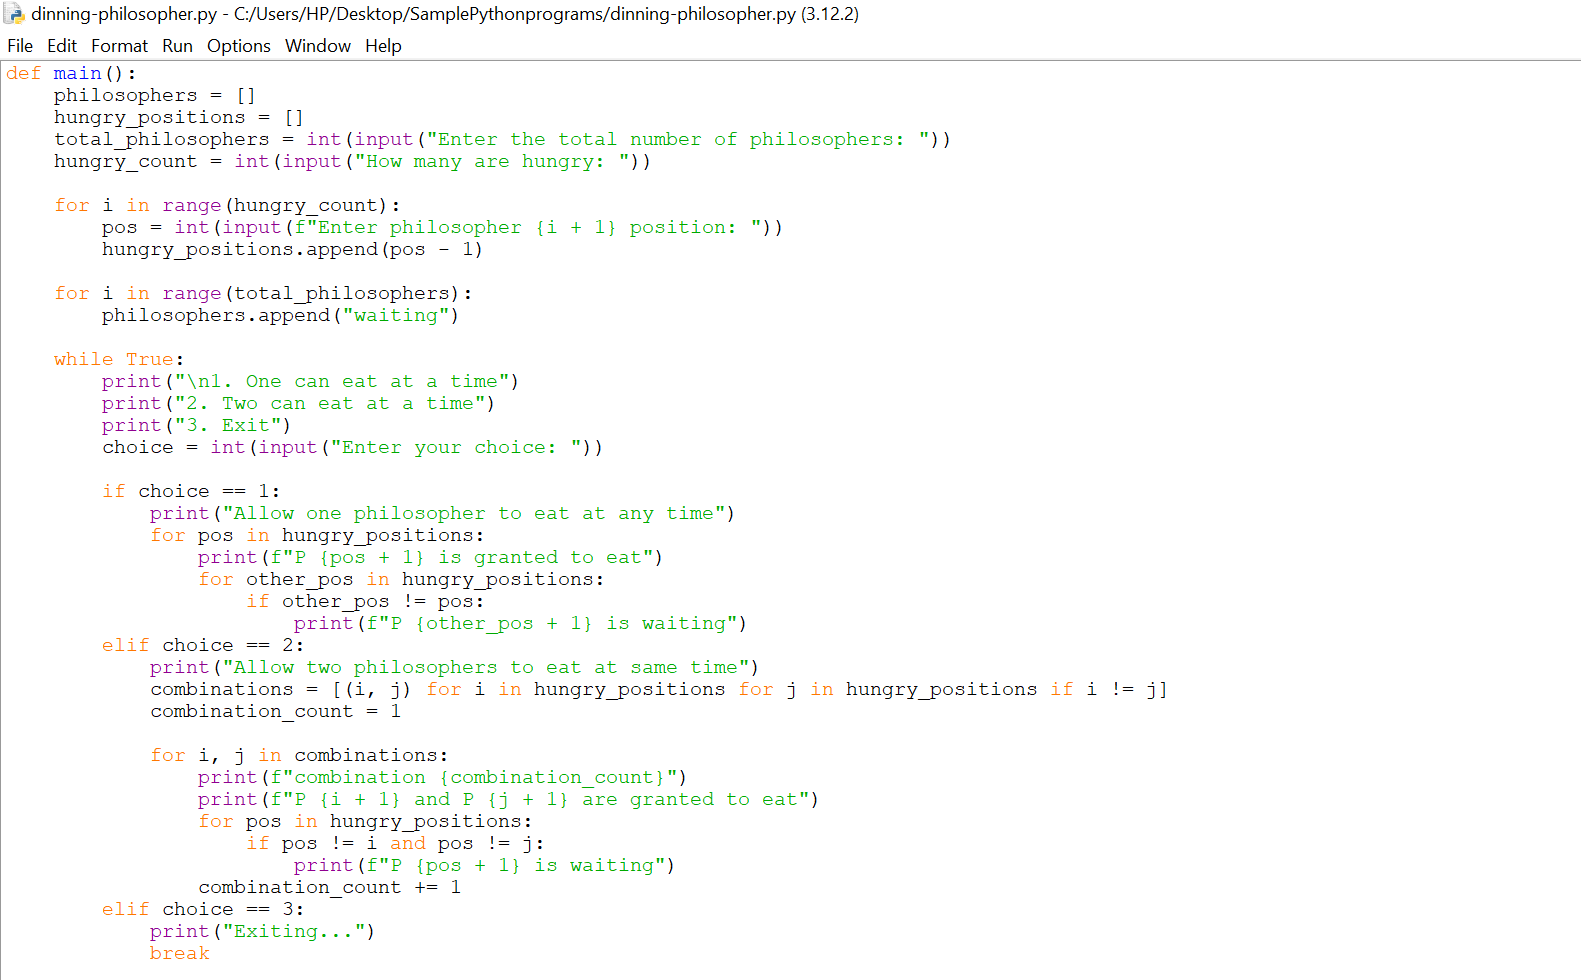 dinning-philosopher.py - C:/Users/HP/Desktop/SamplePythonprograms/dinning-philosopher.py (3.12.2)
File Edit Format Run Options Window Help
def main():
    philosophers = []
    hungry_positions = []
    total_philosophers = int(input("Enter the total number of philosophers: "))
    hungry_count = int(input("How many are hungry: "))

    for i in range(hungry_count):
        pos = int(input(f"Enter philosopher {i + 1} position: "))
        hungry_positions.append(pos - 1)

    for i in range(total_philosophers):
        philosophers.append("waiting")

    while True:
        print("\n1. One can eat at a time")
        print("2. Two can eat at a time")
        print("3. Exit")
        choice = int(input("Enter your choice: "))

        if choice == 1:
            print("Allow one philosopher to eat at any time")
            for pos in hungry_positions:
                print(f"P {pos + 1} is granted to eat")
                for other_pos in hungry_positions:
                    if other_pos != pos:
                        print(f"P {other_pos + 1} is waiting")
        elif choice == 2:
            print("Allow two philosophers to eat at same time")
            combinations = [(i, j) for i in hungry_positions for j in hungry_positions if i != j]
            combination_count = 1

            for i, j in combinations:
                print(f"combination {combination_count}")
                print(f"P {i + 1} and P {j + 1} are granted to eat")
                for pos in hungry_positions:
                    if pos != i and pos != j:
                        print(f"P {pos + 1} is waiting")
                combination_count += 1
        elif choice == 3:
            print("Exiting...")
            break